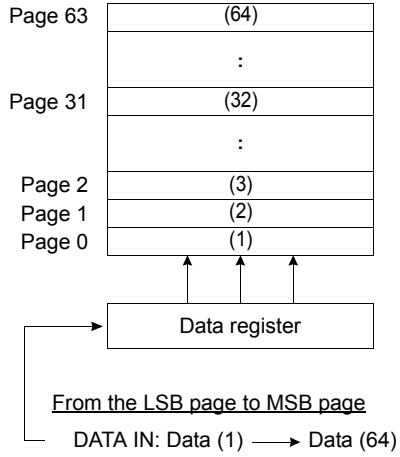 Page 63 (64)
:
Page 31 (32)
:
Page 2 (3)
Page 1 (2)
Page 0 (1)
Data register
From the LSB page to MSB page
DATA IN: Data (1) Data (64)